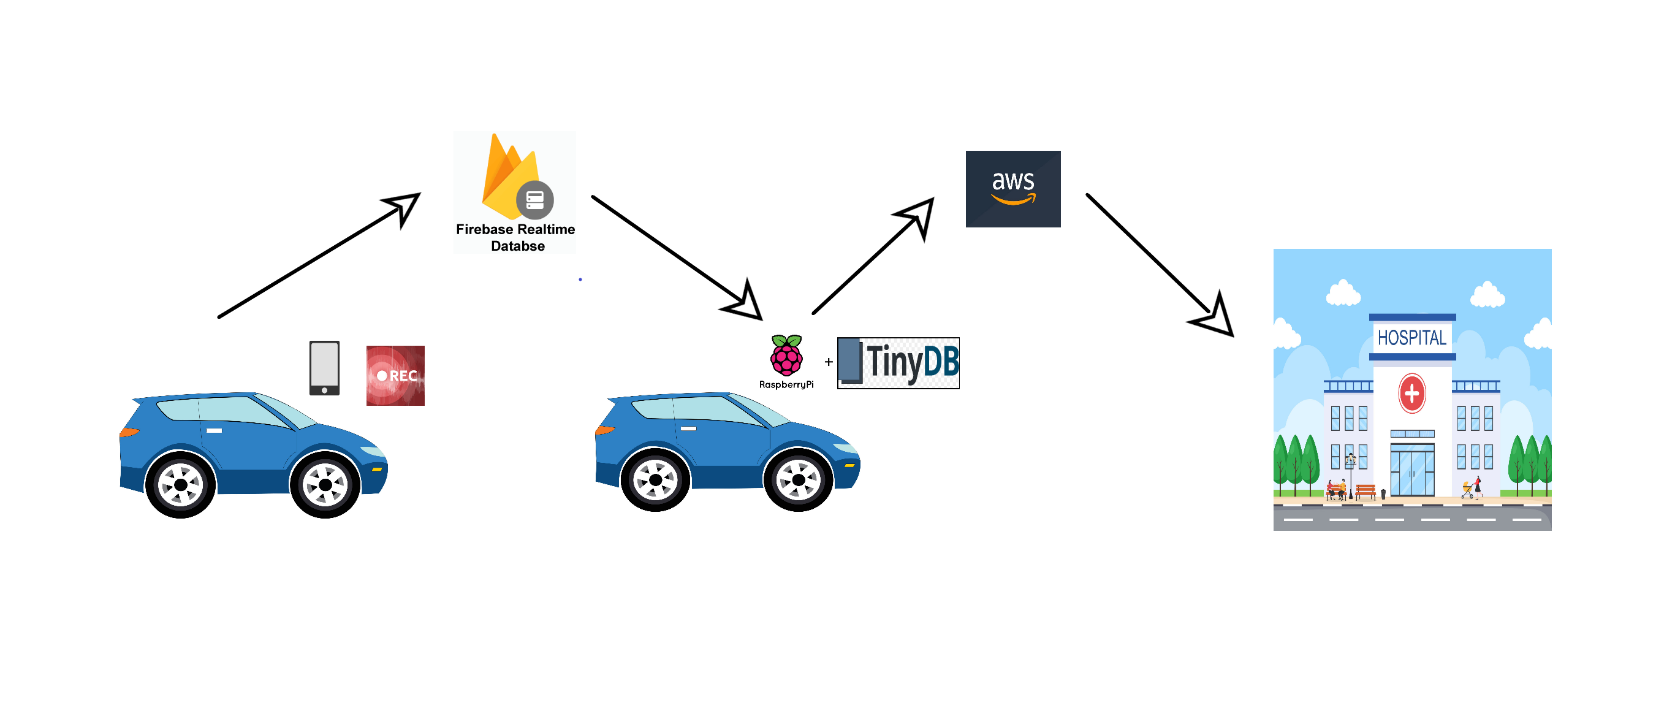 Firebase Realtime
Databse
aws
REC
RaspberryPi
+
TinyDB
HOSPITAL